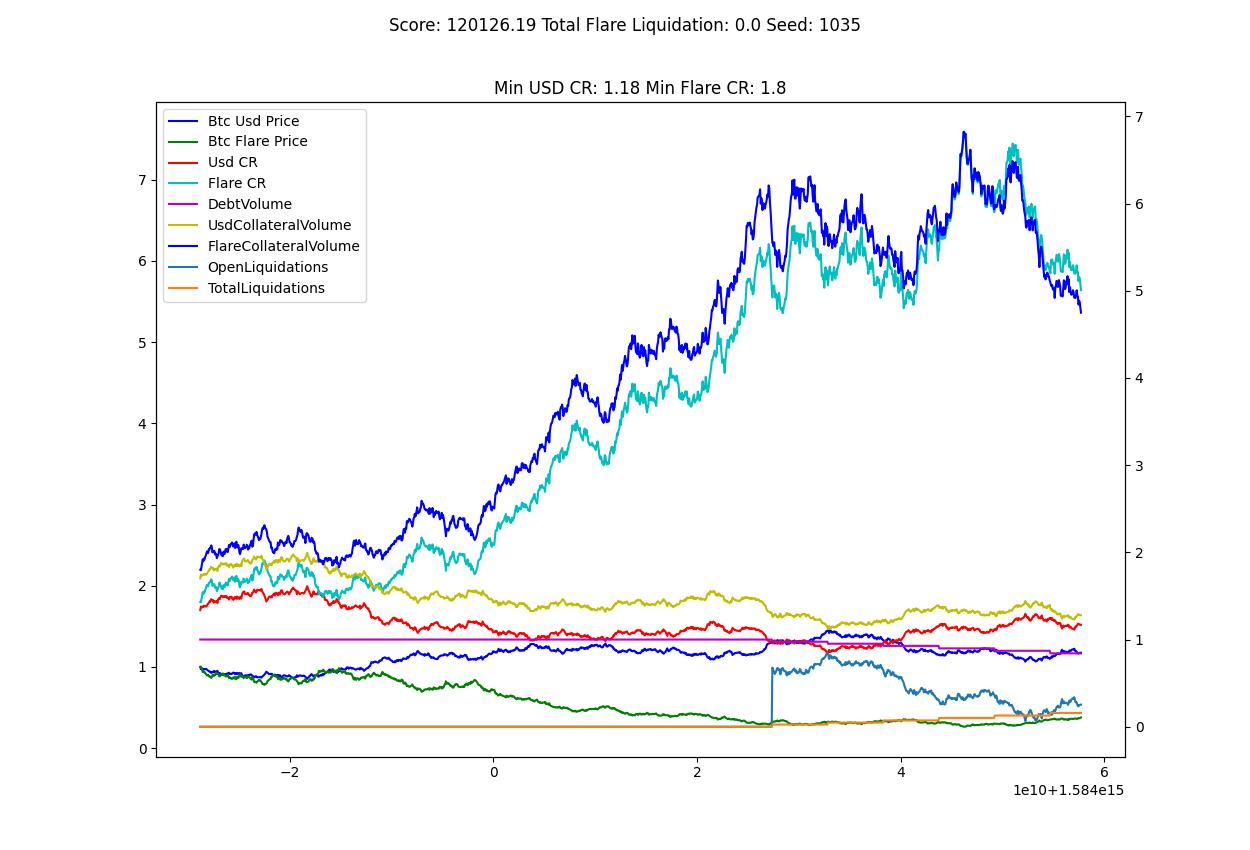 Score: 120126.19 Total Flare Liquidation: 0.0 Seed: 1035
Min USD CR: 1.18 Min Flare CR: 1.8
Btc Usd Price
Btc Flare Price
Usd CR
Flare CR
DebtVolume
UsdCollateralVolume
FlareCollateralVolume
OpenLiquidations
TotalLiquidations
7
6
5
4
3
2
1
0
7
6
5
4
3
2
1
0
−2
0
2
4
6
1e10+1.584e15